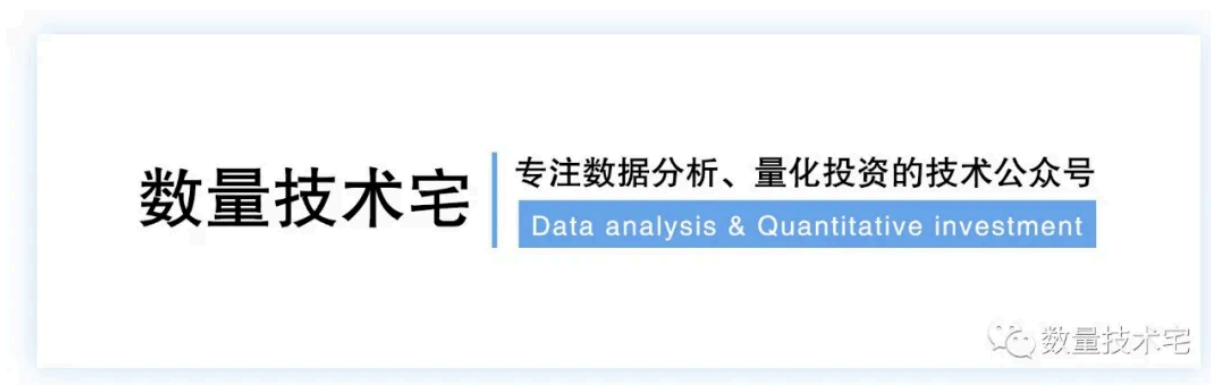 数量技术宅
专注数据分析、量化投资的技术公众号
Data analysis & Quantitative investment
数量技术宅